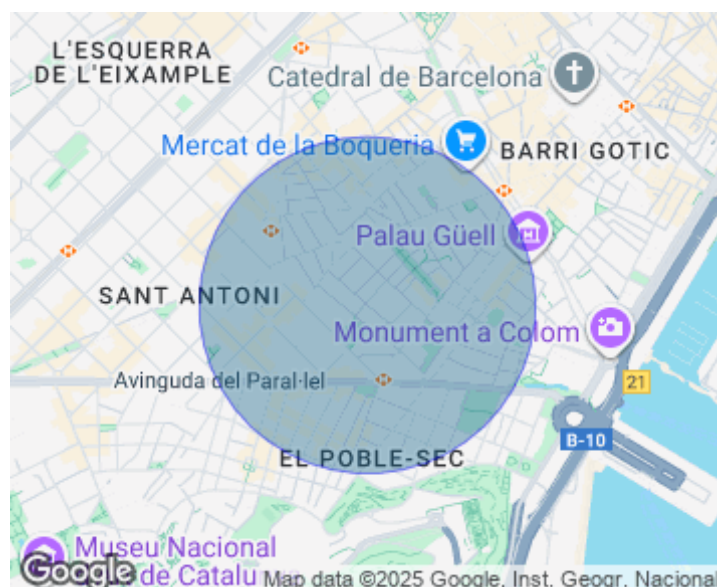 L'ESQUERRA
DE L'EIXAMPLE
Catedral de Barcelona
Mercat de la Boqueria
BARRI GOTIC
Palau Güell
SANT ANTONI
Monument a Colom
Avinguda del Paral·lel
21
B-10
EL POBLE-SEC
Museu Nacional
de Catalu
Google
Map data ©2025 Google, Inst. Geogr. Nacional